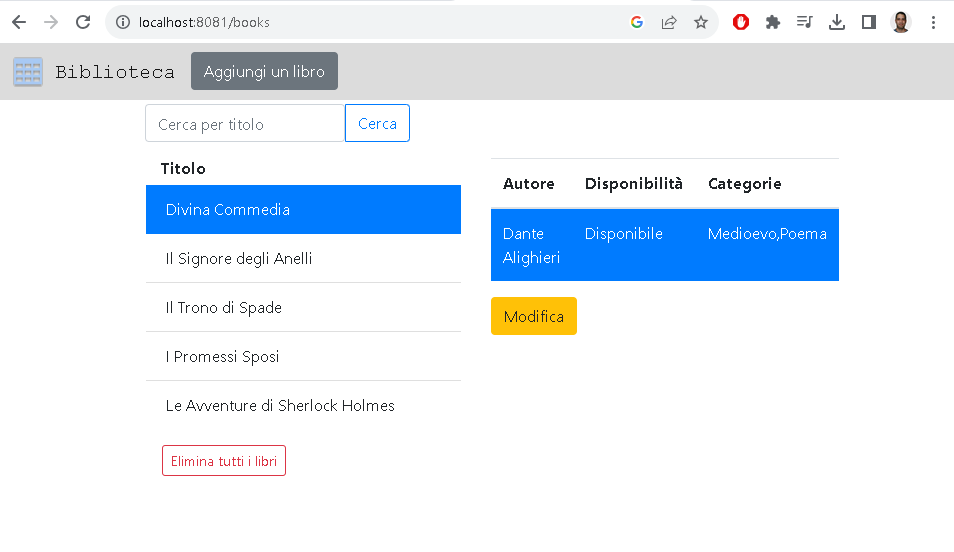 localhost:8081/books
Biblioteca
Aggiungi un libro
Cerca per titolo
Cerca
Titolo
Divina Commedia
Il Signore degli Anelli
Il Trono di Spade
I Promessi Sposi
Le Avventure di Sherlock Holmes
Elimina tutti i libri
Autore Disponibilità Categorie
Dante Disponibile Medioevo,Poema
Alighieri
Modifica